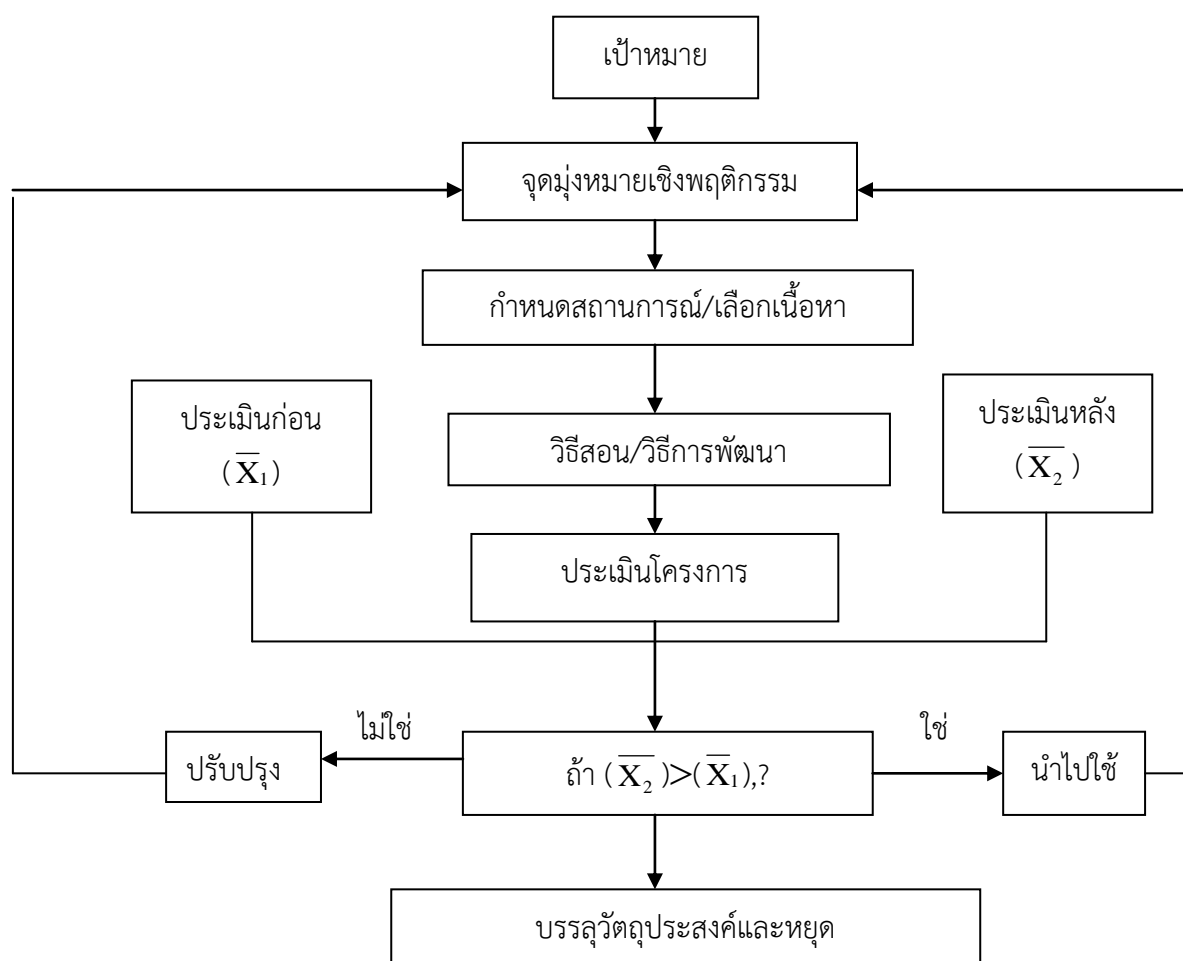 เป้าหมาย
จุดมุ่งหมายเชิงพฤติกรรม
กำหนดสถานการณ์/เลือกเนื้อหา
ประเมินก่อน
(X̅₁)
วิธีสอน/วิธีการพัฒนา
ประเมินหลัง
(X̅₂)
ประเมินโครงการ
ไม่ใช่
ใช่
ปรับปรุง
ถ้า (X̅₂)>(X̅₁),?
นำไปใช้
บรรลุวัตถุประสงค์และหยุด